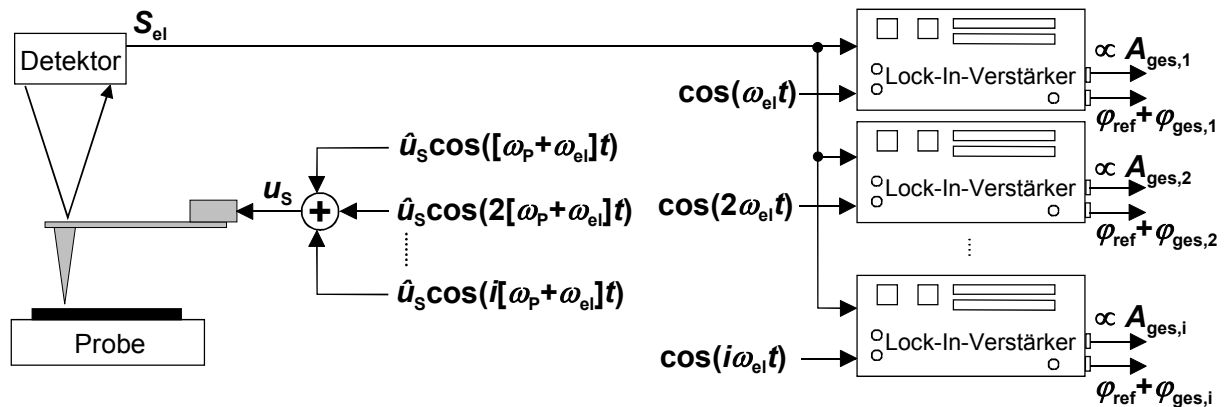 S_el
Detektor
u_S
+
û_S cos([ω_P+ω_el]t)
û_S cos(2[ω_P+ω_el]t)
û_S cos(i[ω_P+ω_el]t)
Probe
cos(ω_el t)
Lock-In-Verstärker
∝ A_ges,1
φ_ref+φ_ges,1
cos(2ω_el t)
Lock-In-Verstärker
∝ A_ges,2
φ_ref+φ_ges,2
cos(iω_el t)
Lock-In-Verstärker
∝ A_ges,i
φ_ref+φ_ges,i